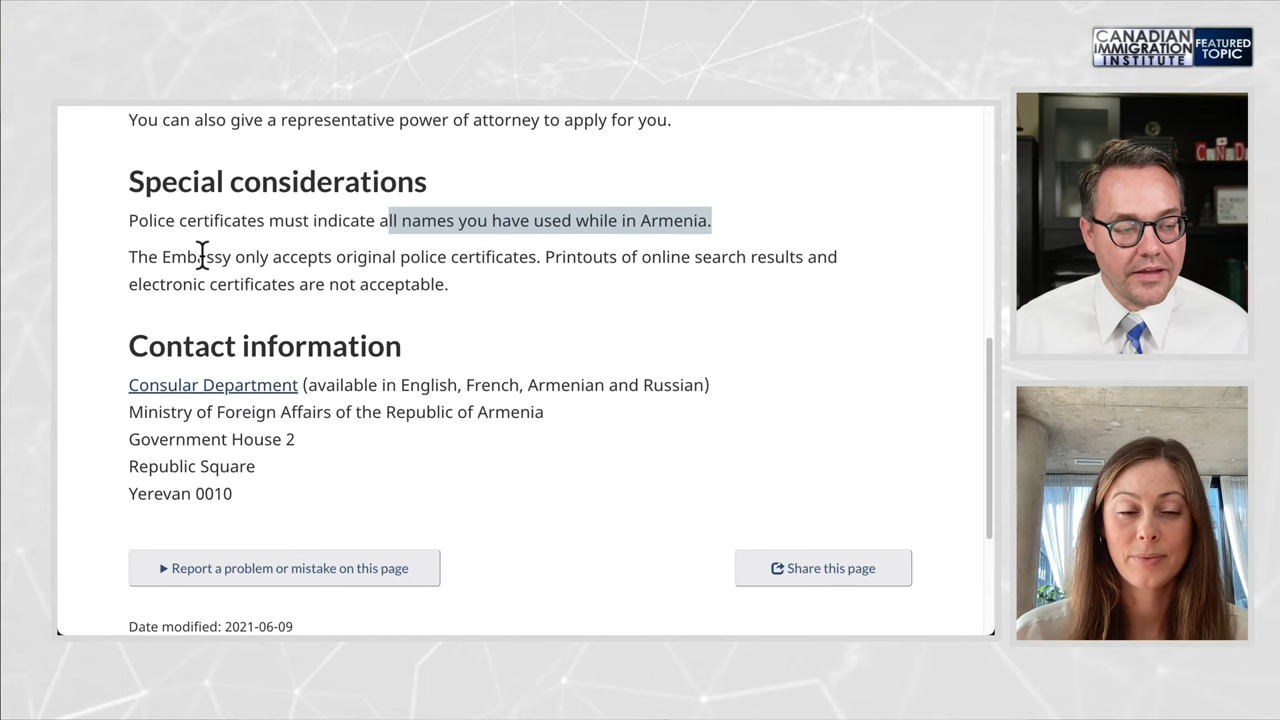 CANADIAN
IMMIGRATION
INSTITUTE
FEATURED
TOPIC
You can also give a representative power of attorney to apply for you.
Special considerations
Police certificates must indicate all names you have used while in Armenia.
The Embassy only accepts original police certificates. Printouts of online search results and
electronic certificates are not acceptable.
Contact information
Consular Department (available in English, French, Armenian and Russian)
Ministry of Foreign Affairs of the Republic of Armenia
Government House 2
Republic Square
Yerevan 0010
Report a problem or mistake on this page
Share this page
Date modified: 2021-06-09